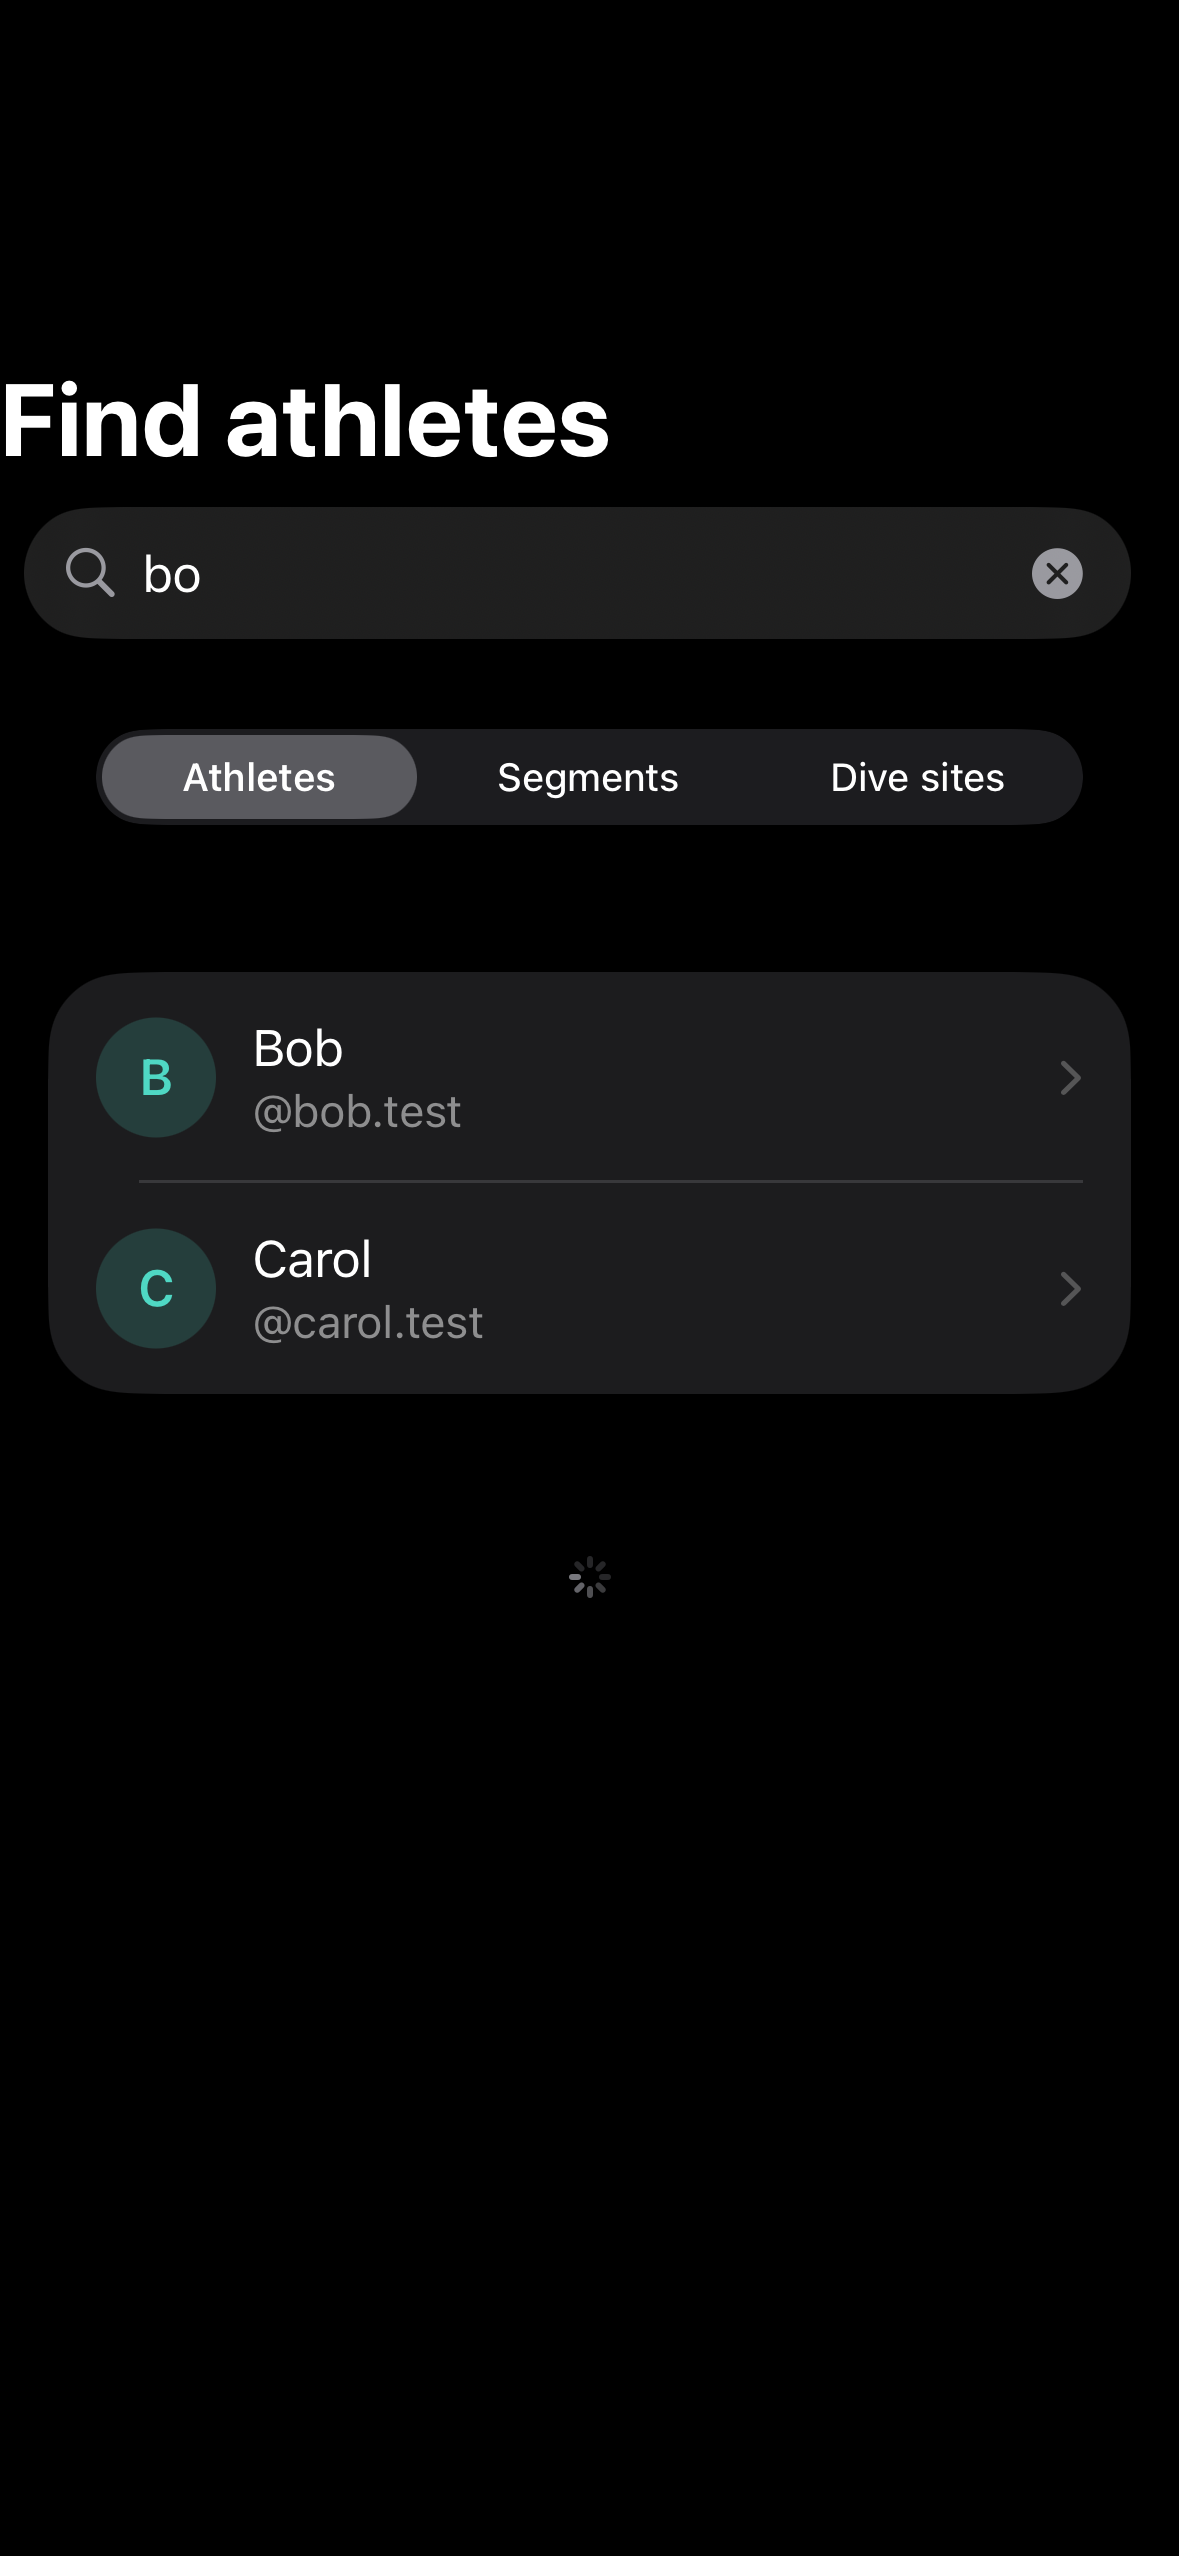 Find athletes
bo
Athletes Segments Dive sites
B
Bob
@bob.test
C
Carol
@carol.test